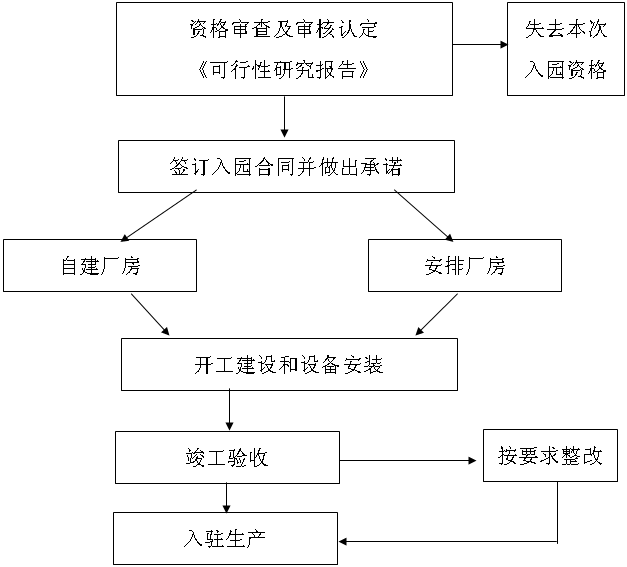 资格审查及审核认定
《可行性研究报告》
失去本次
入园资格
签订入园合同并做出承诺
自建厂房
安排厂房
开工建设和设备安装
竣工验收
按要求整改
入驻生产